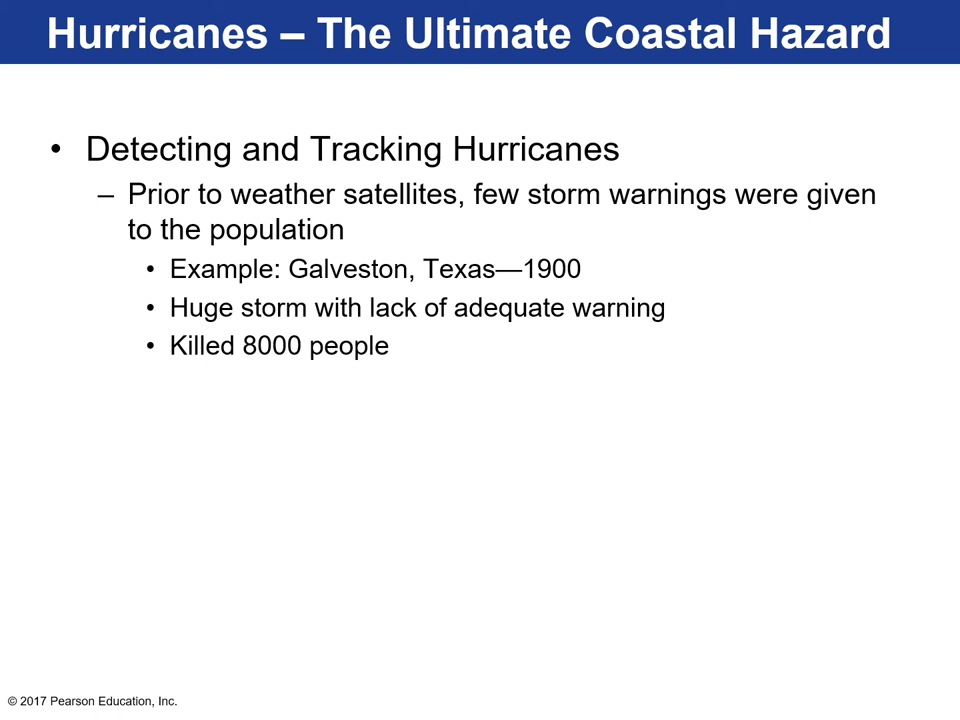 Hurricanes – The Ultimate Coastal Hazard
• Detecting and Tracking Hurricanes
– Prior to weather satellites, few storm warnings were given
to the population
• Example: Galveston, Texas—1900
• Huge storm with lack of adequate warning
• Killed 8000 people
© 2017 Pearson Education, Inc.